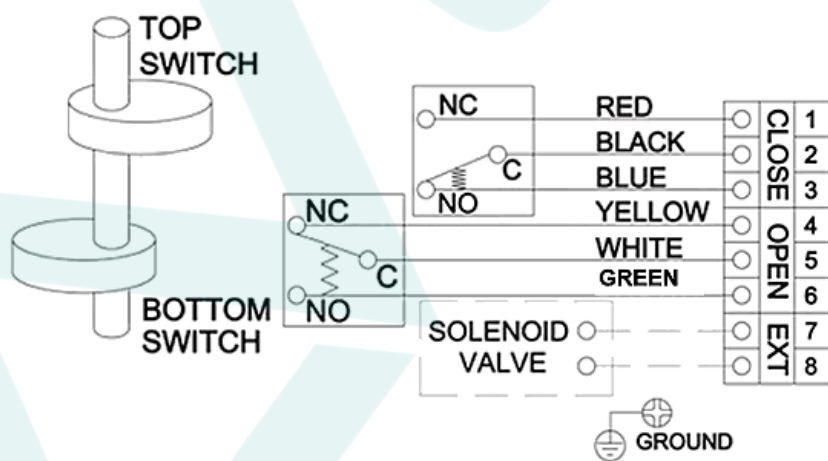 TOP
SWITCH
BOTTOM
SWITCH
NC
C
NO
NC
C
NO
RED
BLACK
BLUE
YELLOW
WHITE
GREEN
SOLENOID
VALVE
CLOSE
OPEN
EXT
1
2
3
4
5
6
7
8
GROUND